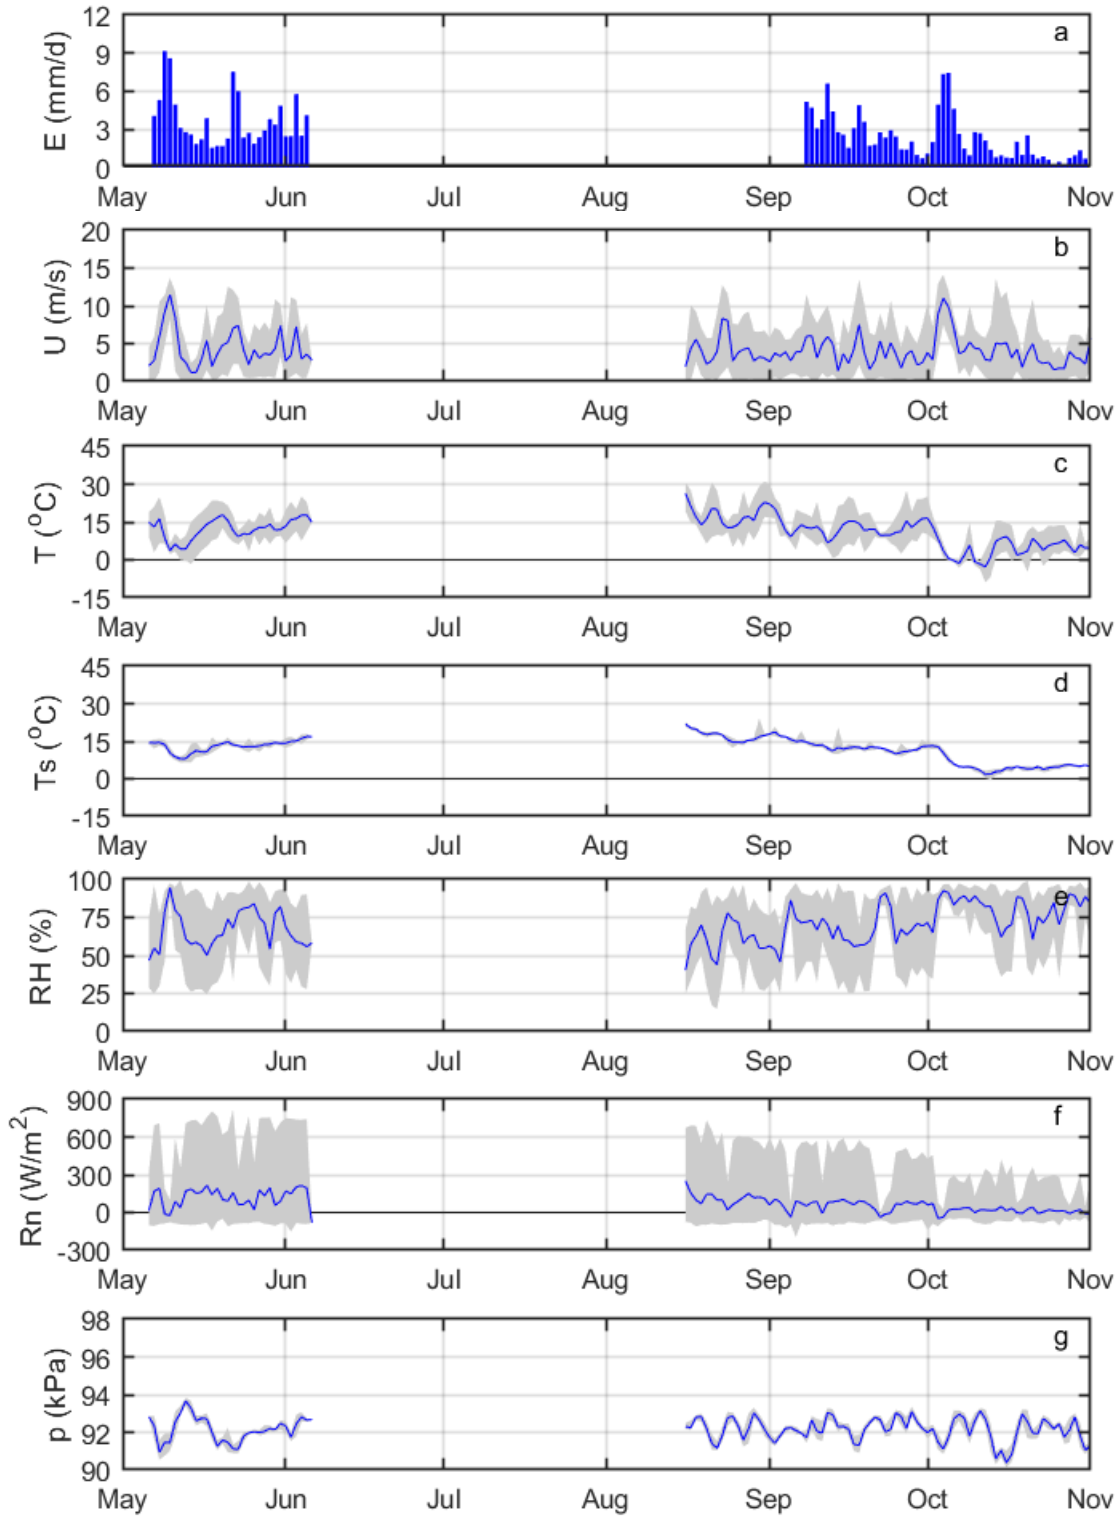 a
E (mm/d)
12
9
6
3
0
May Jun Jul Aug Sep Oct Nov
b
U (m/s)
20
15
10
5
0
May Jun Jul Aug Sep Oct Nov
c
T (°C)
45
30
15
0
-15
May Jun Jul Aug Sep Oct Nov
d
Ts (°C)
45
30
15
0
-15
May Jun Jul Aug Sep Oct Nov
e
RH (%)
100
75
50
25
0
May Jun Jul Aug Sep Oct Nov
f
Rn (W/m²)
900
600
300
0
-300
May Jun Jul Aug Sep Oct Nov
g
p (kPa)
98
96
94
92
90
May Jun Jul Aug Sep Oct Nov